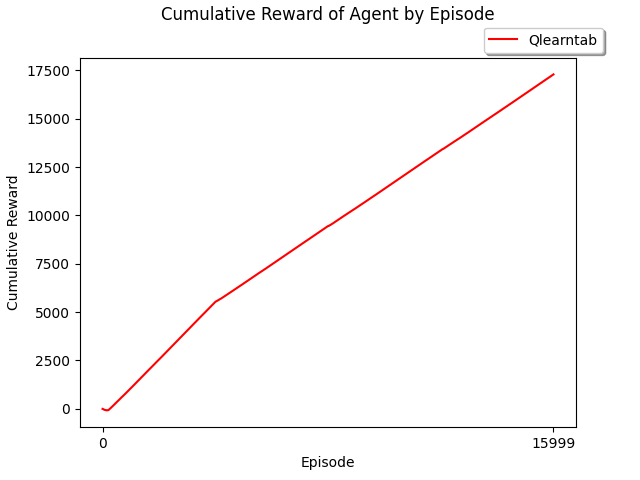 Cumulative Reward of Agent by Episode
Qlearntab
17500
15000
12500
10000
7500
5000
2500
0
Cumulative Reward
0 15999
Episode